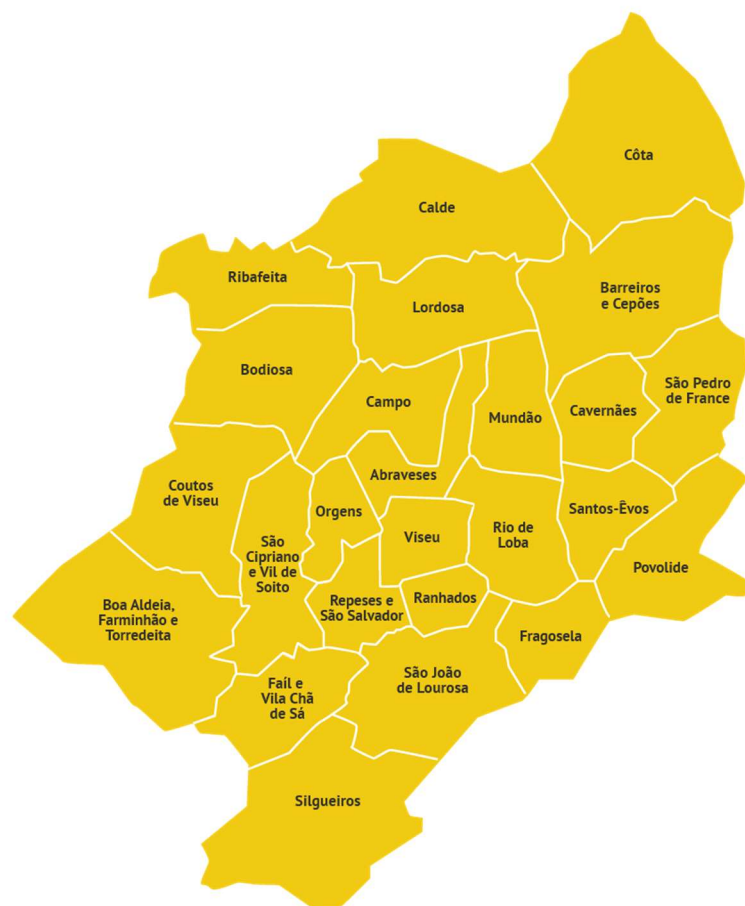 Côta
Calde
Ribafeita
Barreiros
e Cepões
Lordosa
Bodiosa
São Pedro
de France
Campo
Cavernães
Mundão
Abraveses
Coutos
de Viseu
Orgens
Santos-Êvos
Rio de
Loba
Viseu
São
Cipriano
e Vil de
Soito
Povolide
Ranhados
Repeses e
São Salvador
Boa Aldeia,
Farminhão e
Torredeita
Fragosela
São João
de Lourosa
Faíl e
Vila Chã
de Sá
Silgueiros